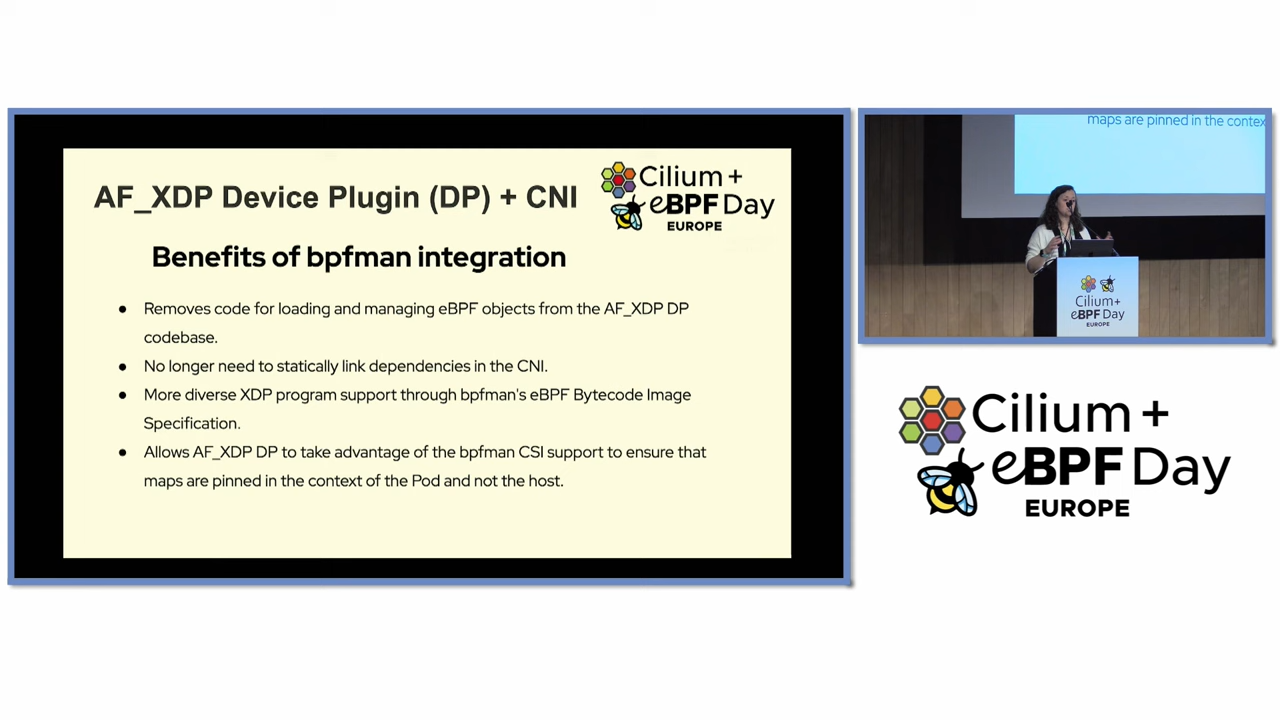 AF_XDP Device Plugin (DP) + CNI
Cilium +
eBPF Day
EUROPE
Benefits of bpfman integration
● Removes code for loading and managing eBPF objects from the AF_XDP DP
codebase.
● No longer need to statically link dependencies in the CNI.
● More diverse XDP program support through bpfman's eBPF Bytecode Image
Specification.
● Allows AF_XDP DP to take advantage of the bpfman CSI support to ensure that
maps are pinned in the context of the Pod and not the host.
maps are pinned in the contex
Cilium+
eBPF Day
EUROPE
Cilium +
eBPF Day
EUROPE